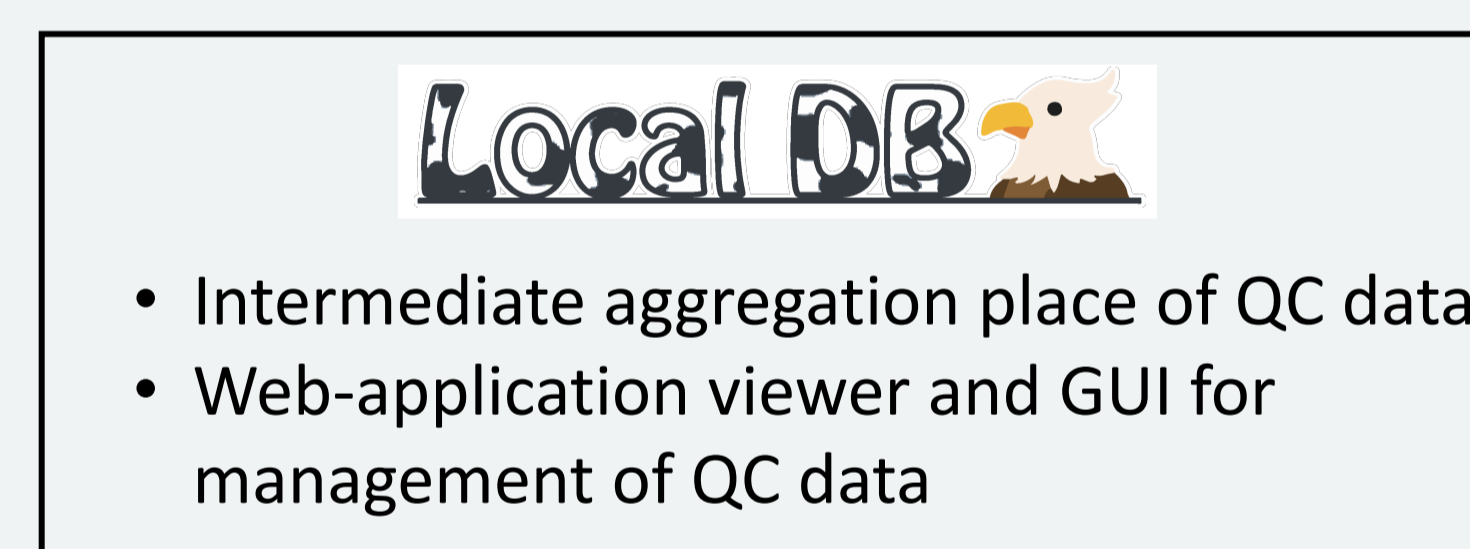 Local DB
• Intermediate aggregation place of QC data
• Web-application viewer and GUI for
management of QC data